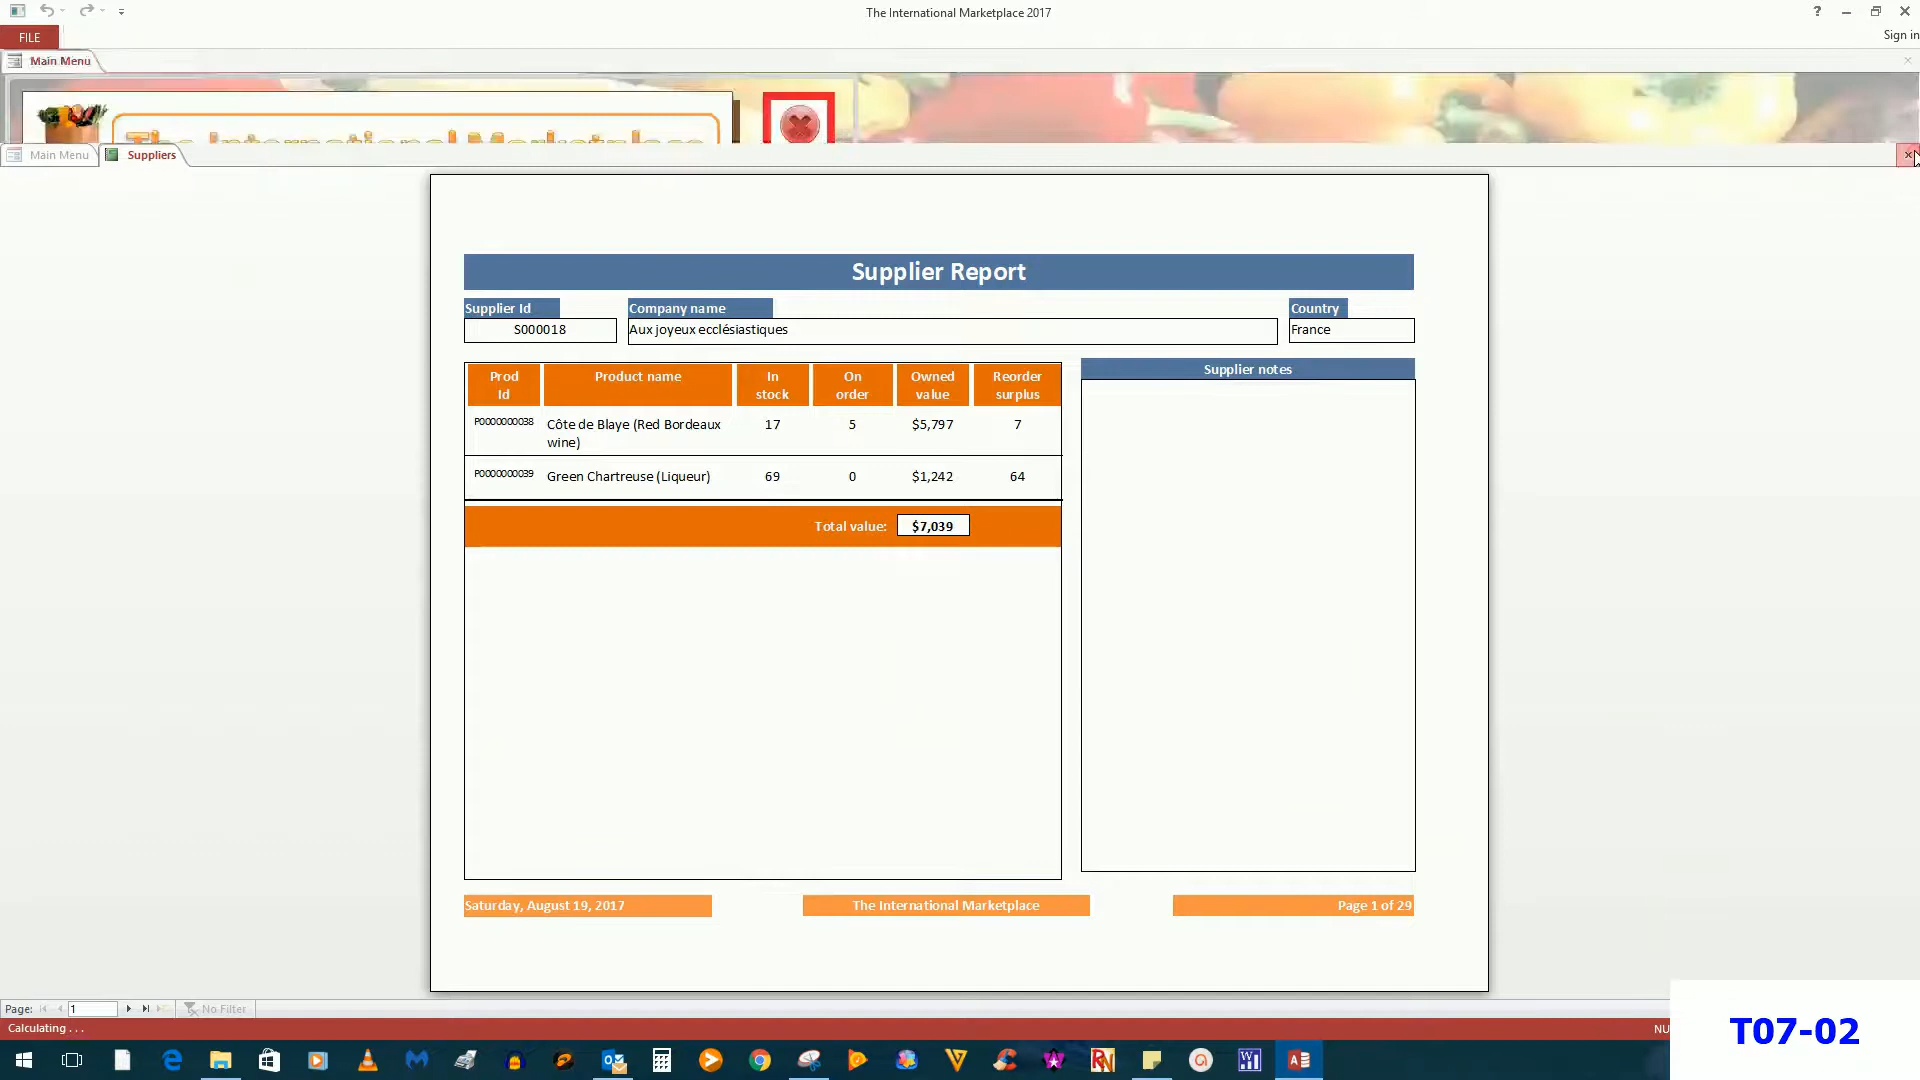 The International Marketplace 2017
?
FILE
Sign in
Main Menu
The International Marketplace
Main Menu
Suppliers
Supplier Report
Supplier Id
Company name
Country
S000018
Aux joyeux ecclésiastiques
France
Prod Id
Product name
In stock
On order
Owned value
Reorder surplus
Supplier notes
P0000000038 Côte de Blaye (Red Bordeaux wine) 17 5 $5,797 7
P0000000039 Green Chartreuse (Liqueur) 69 0 $1,242 64
Total value: $7,039
Saturday, August 19, 2017
The International Marketplace
Page 1 of 29
Page: 1
No Filter
Calculating . . .
NU
T07-02